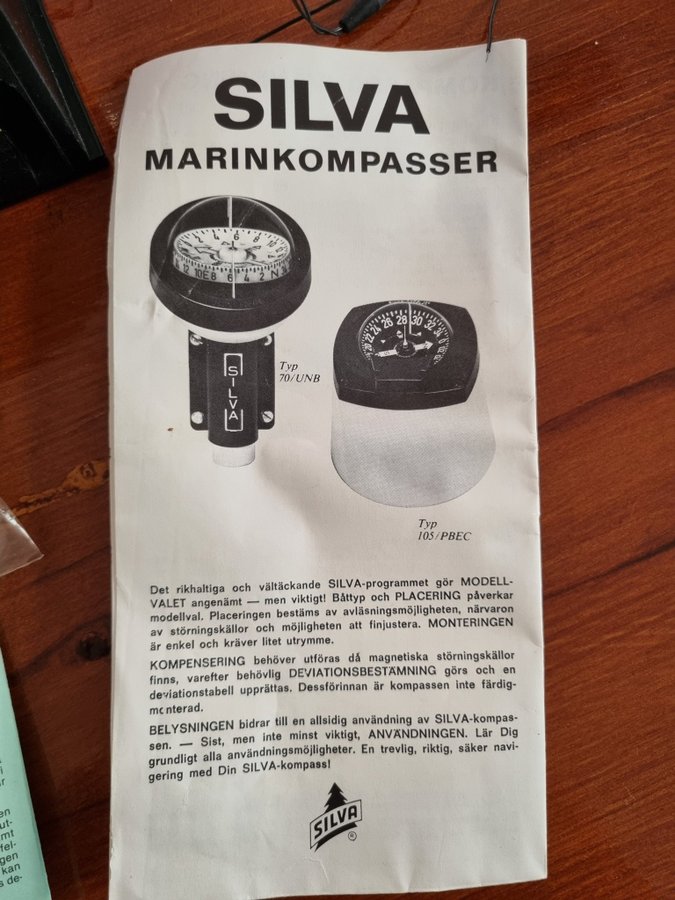 SILVA
MARINKOMPASSER
SILVA
Typ
70/UNB
Typ
105/PBEC
Det rikhaltiga och vältäckande SILVA-programmet gör MODELL-
VALET angenämt — men viktigt! Båttyp och PLACERING påverkar
modellval. Placeringen bestäms av avläsningsmöjligheten, närvaron
av störningskällor och möjligheten att finjustera. MONTERINGEN
är enkel och kräver litet utrymme.
KOMPENSERING behöver utföras då magnetiska störningskällor
finns, varefter behövlig DEVIATIONSBESTÄMNING görs och en
deviationstabell upprättas. Dessförinnan är kompassen inte färdig-
monterad.
BELYSNINGEN bidrar till en allsidig användning av SILVA-kompas-
sen. — Sist, men inte minst viktigt, ANVÄNDNINGEN. Lär Dig
grundligt alla användningsmöjligheter. En trevlig, riktig, säker navi-
gering med Din SILVA-kompass!
SILVA
®